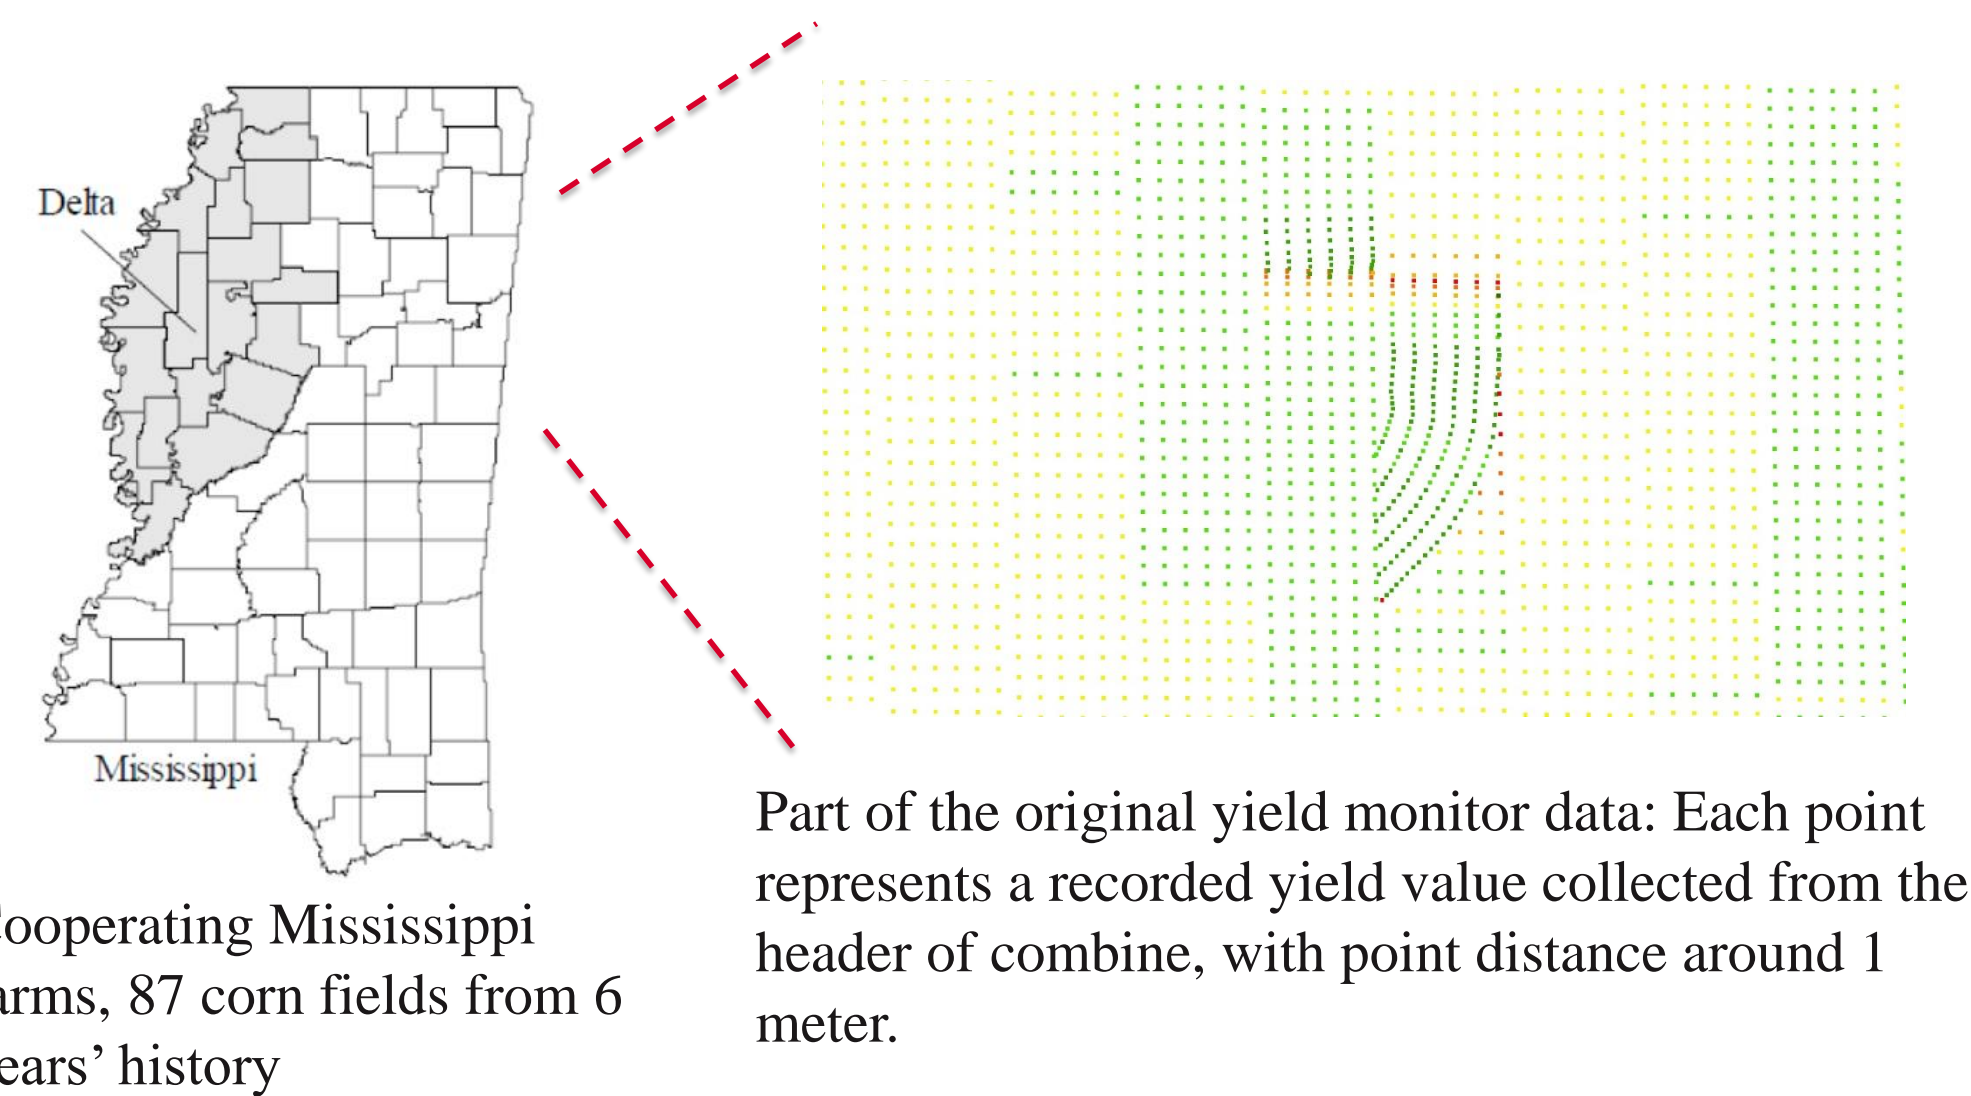 Delta
Mississippi
Cooperating Mississippi
arms, 87 corn fields from 6
ears’ history
Part of the original yield monitor data: Each point
represents a recorded yield value collected from the
header of combine, with point distance around 1
meter.